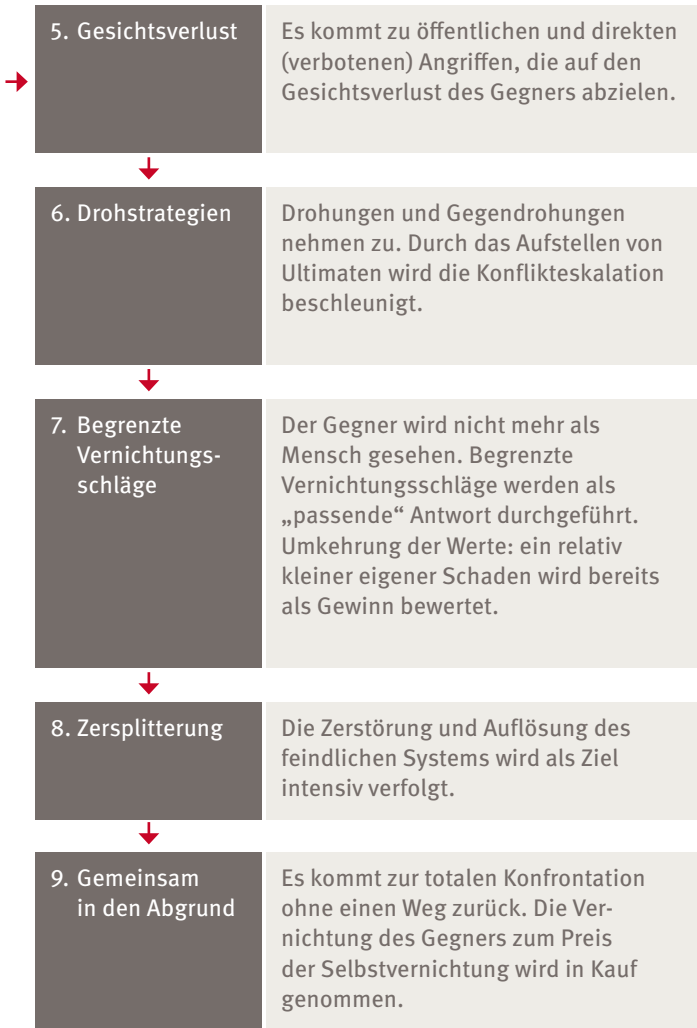 5. Gesichtsverlust
Es kommt zu öffentlichen und direkten
(verbotenen) Angriffen, die auf den
Gesichtsverlust des Gegners abzielen.
6. Drohstrategien
Drohungen und Gegendrohungen
nehmen zu. Durch das Aufstellen von
Ultimaten wird die Konflikteskalation
beschleunigt.
7. Begrenzte
Vernichtungs-
schläge
Der Gegner wird nicht mehr als
Mensch gesehen. Begrenzte
Vernichtungsschläge werden als
„passende“ Antwort durchgeführt.
Umkehrung der Werte: ein relativ
kleiner eigener Schaden wird bereits
als Gewinn bewertet.
8. Zersplitterung
Die Zerstörung und Auflösung des
feindlichen Systems wird als Ziel
intensiv verfolgt.
9. Gemeinsam
in den Abgrund
Es kommt zur totalen Konfrontation
ohne einen Weg zurück. Die Ver-
nichtung des Gegners zum Preis
der Selbstvernichtung wird in Kauf
genommen.